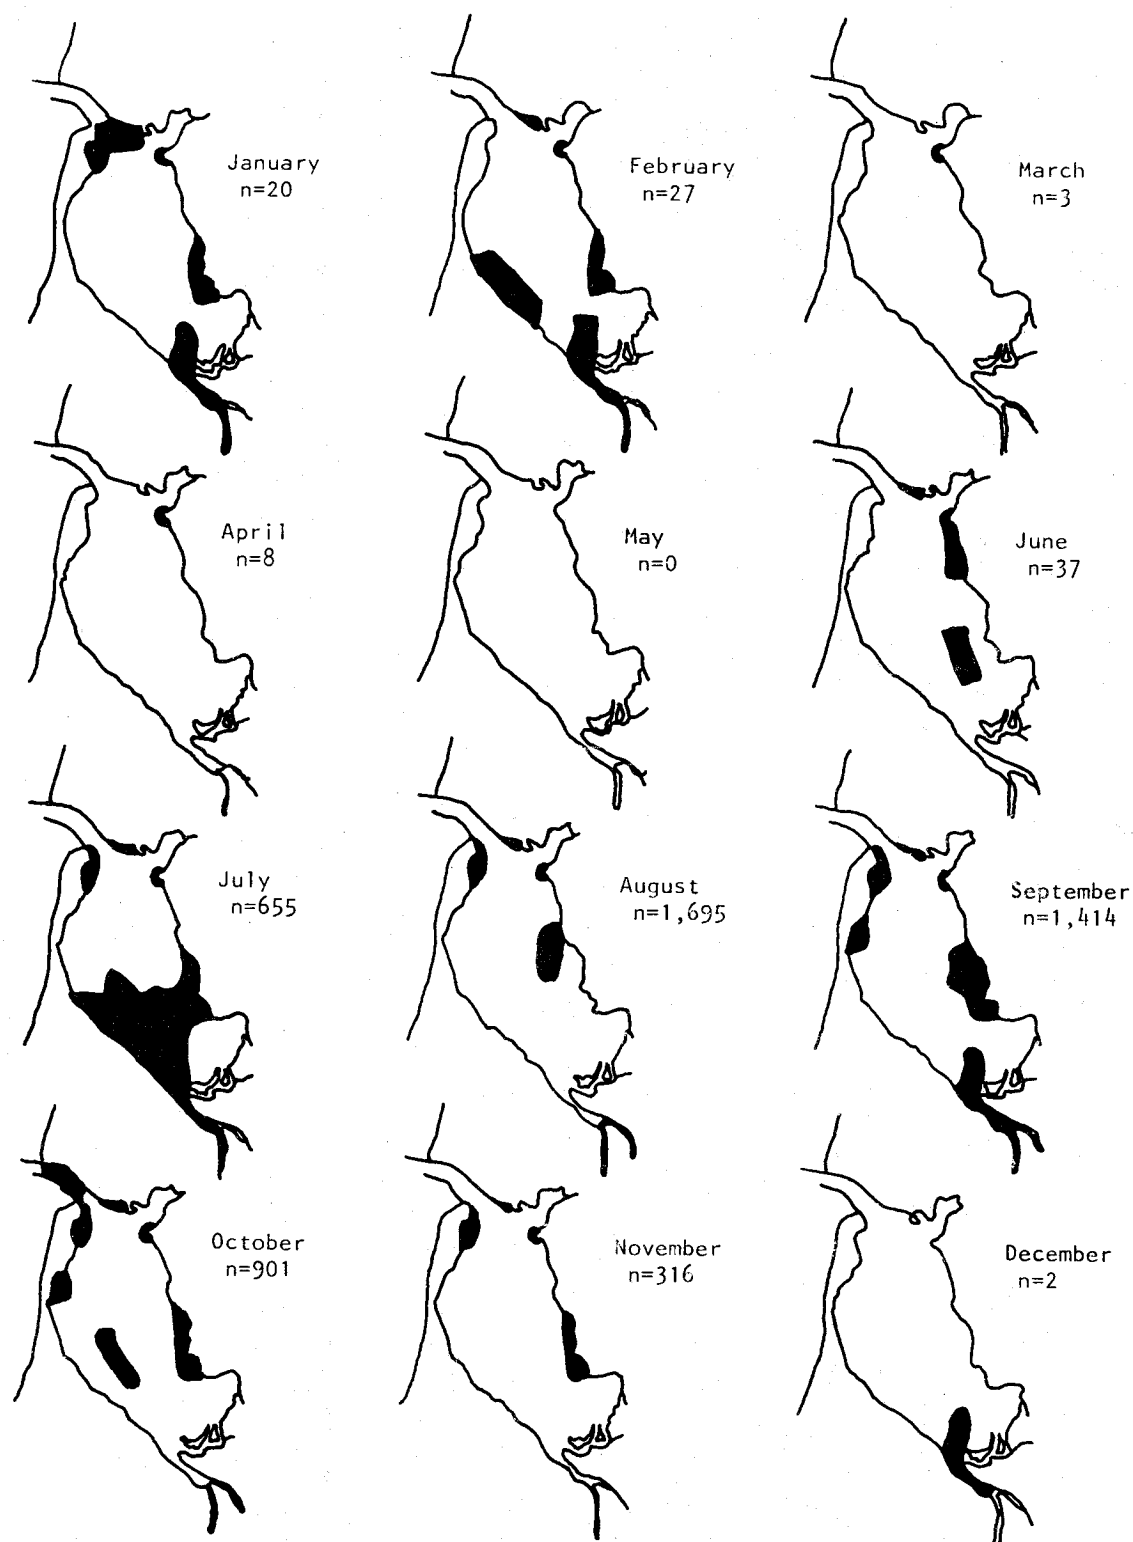 January
n=20
February
n=27
March
n=3
April
n=8
May
n=0
June
n=37
July
n=655
August
n=1,695
September
n=1,414
October
n=901
November
n=316
December
n=2